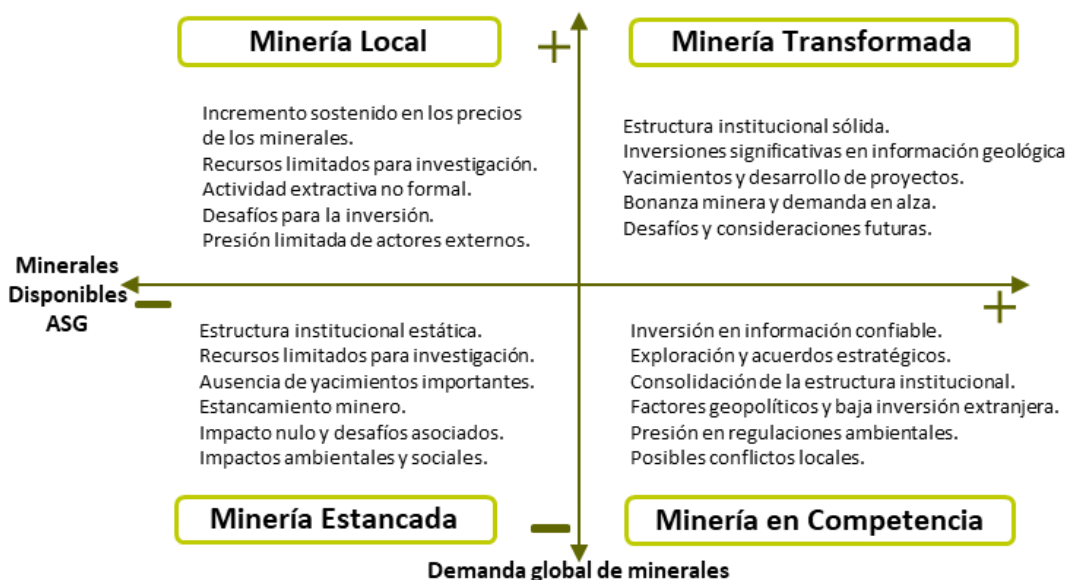 Minería Local
+
Minería Transformada
Incremento sostenido en los precios
de los minerales.
Recursos limitados para investigación.
Actividad extractiva no formal.
Desafíos para la inversión.
Presión limitada de actores externos.
Estructura institucional sólida.
Inversiones significativas en información geológica
Yacimientos y desarrollo de proyectos.
Bonanza minera y demanda en alza.
Desafíos y consideraciones futuras.
Minerales
Disponibles
ASG
−
+
Estructura institucional estática.
Recursos limitados para investigación.
Ausencia de yacimientos importantes.
Estancamiento minero.
Impacto nulo y desafíos asociados.
Impactos ambientales y sociales.
Inversión en información confiable.
Exploración y acuerdos estratégicos.
Consolidación de la estructura institucional.
Factores geopolíticos y baja inversión extranjera.
Presión en regulaciones ambientales.
Posibles conflictos locales.
Minería Estancada
−
Minería en Competencia
Demanda global de minerales